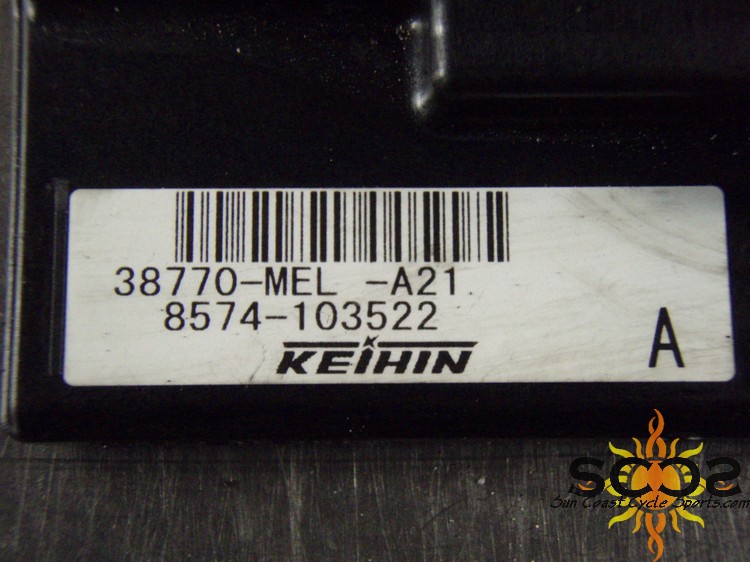 38770-MEL -A21
8574-103522
KEIHIN
A
SCCS
Sun Coast Cycle Sports.com